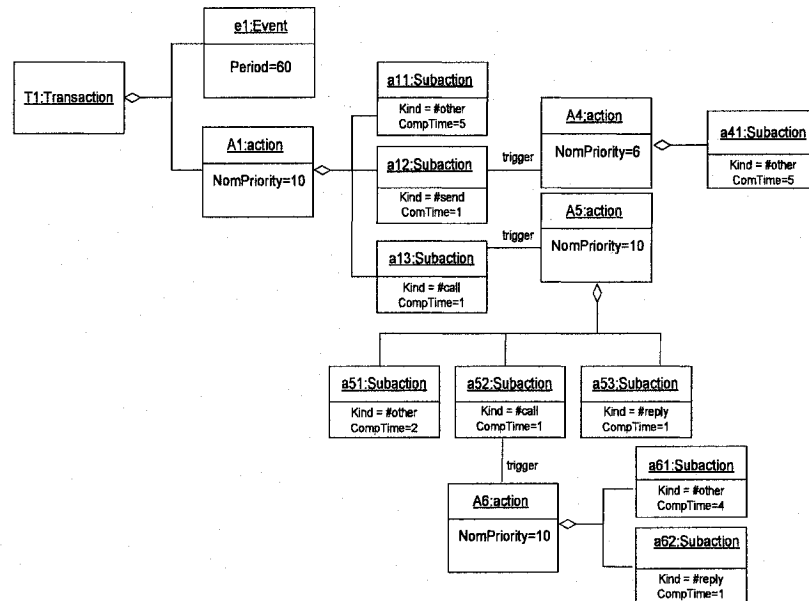 e1:Event
Period=60
T1:Transaction
A1:action
NomPriority=10
a11:Subaction
Kind = #other
CompTime=5
a12:Subaction
Kind = #send
ComTime=1
a13:Subaction
Kind = #call
CompTime=1
trigger
A4:action
NomPriority=6
a41:Subaction
Kind = #other
ComTime=5
trigger
A5:action
NomPriority=10
a51:Subaction
Kind = #other
CompTime=2
a52:Subaction
Kind = #call
CompTime=1
a53:Subaction
Kind = #reply
CompTime=1
trigger
A6:action
NomPriority=10
a61:Subaction
Kind = #other
CompTime=4
a62:Subaction
Kind = #reply
CompTime=1